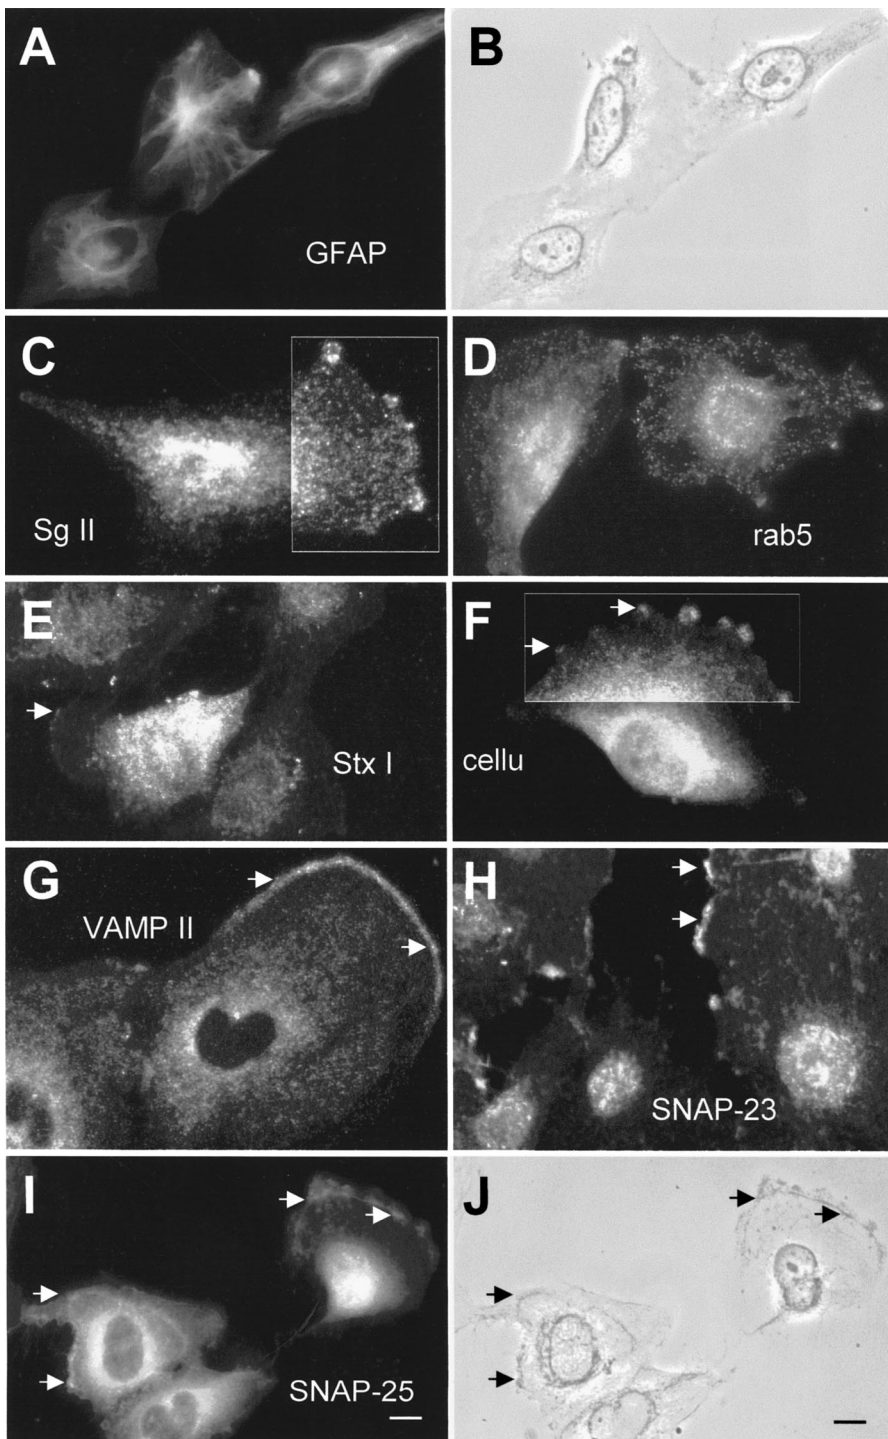 A
GFAP
B
C
Sg II
D
rab5
E
Stx I
F
cellu
G
VAMP II
H
SNAP-23
I
SNAP-25
J